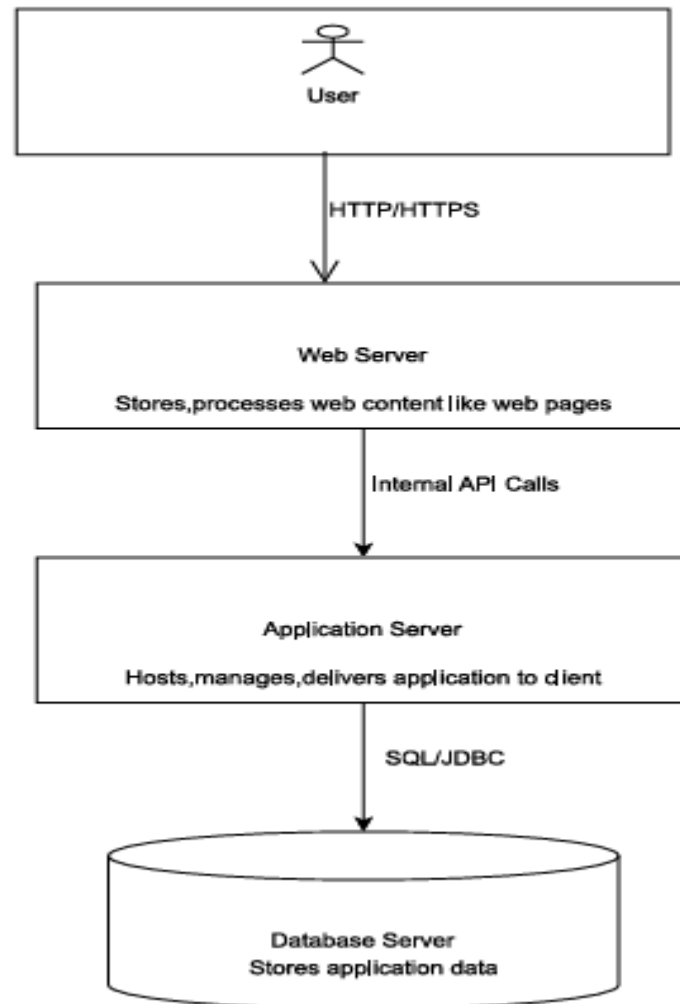 User
HTTP/HTTPS
Web Server
Stores,processes web content like web pages
Internal API Calls
Application Server
Hosts,manages,delivers application to client
SQL/JDBC
Database Server
Stores application data